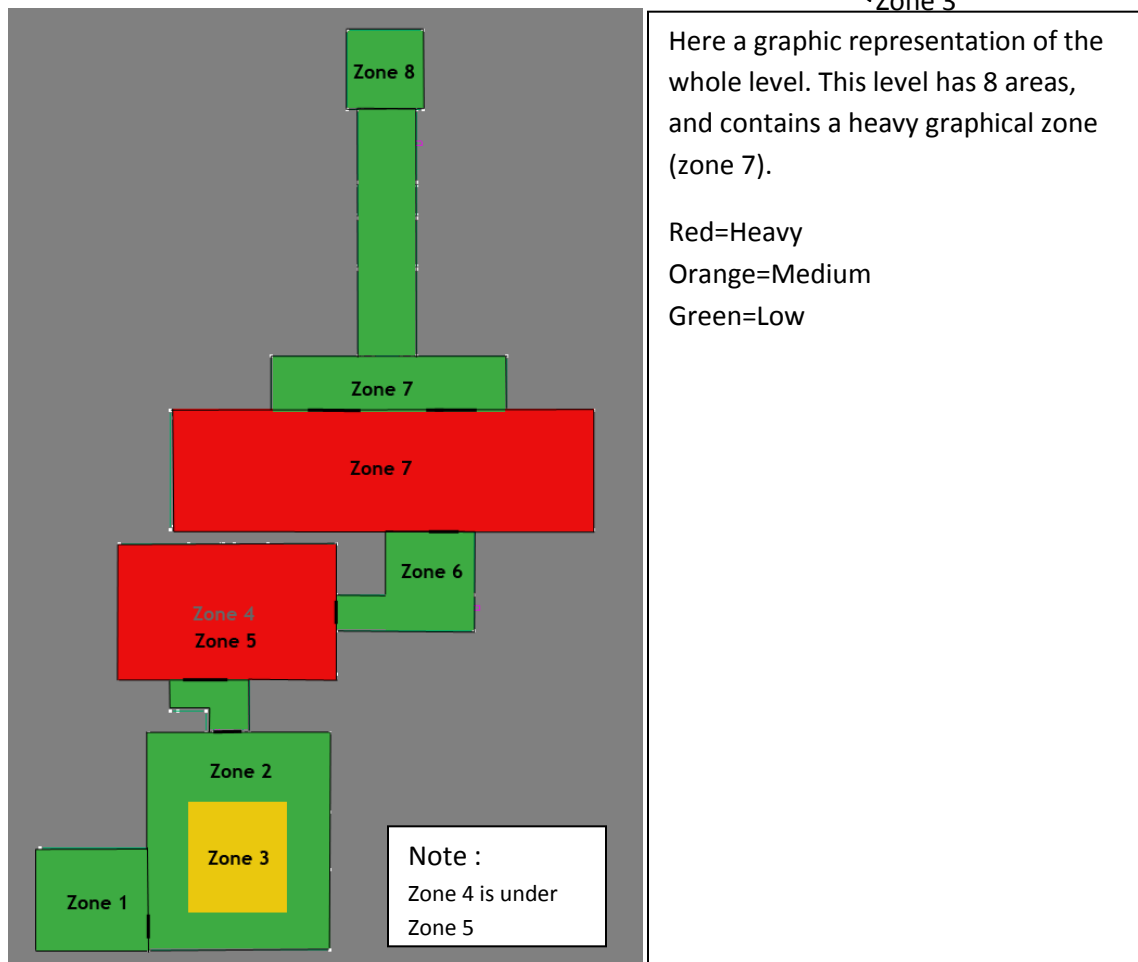 Zone 3
Here a graphic representation of the
whole level. This level has 8 areas,
and contains a heavy graphical zone
(zone 7).
Red=Heavy
Orange=Medium
Green=Low
Zone 8
Zone 7
Zone 7
Zone 6
Zone 4
Zone 5
Zone 2
Zone 3
Zone 1
Note :
Zone 4 is under
Zone 5